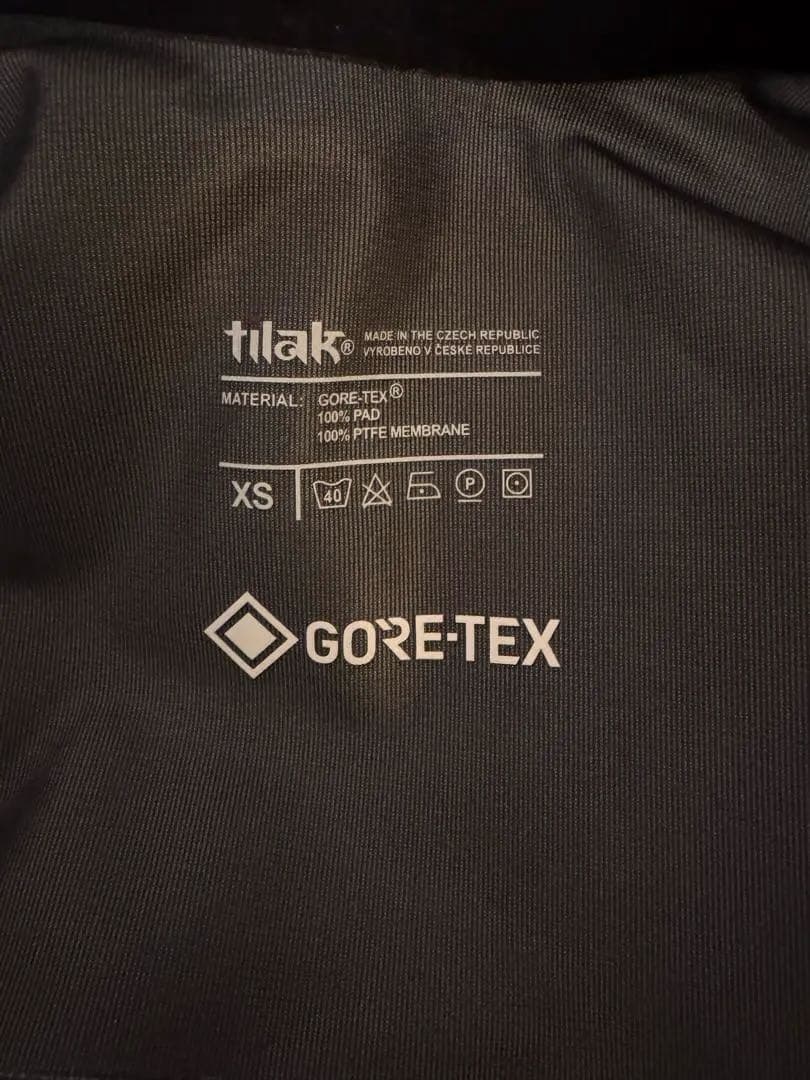 tilak®
MADE IN THE CZECH REPUBLIC
VYROBENO V ČESKÉ REPUBLICE
MATERIAL: GORE-TEX®
100% PAD
100% PTFE MEMBRANE
XS 40 P
GORE-TEX